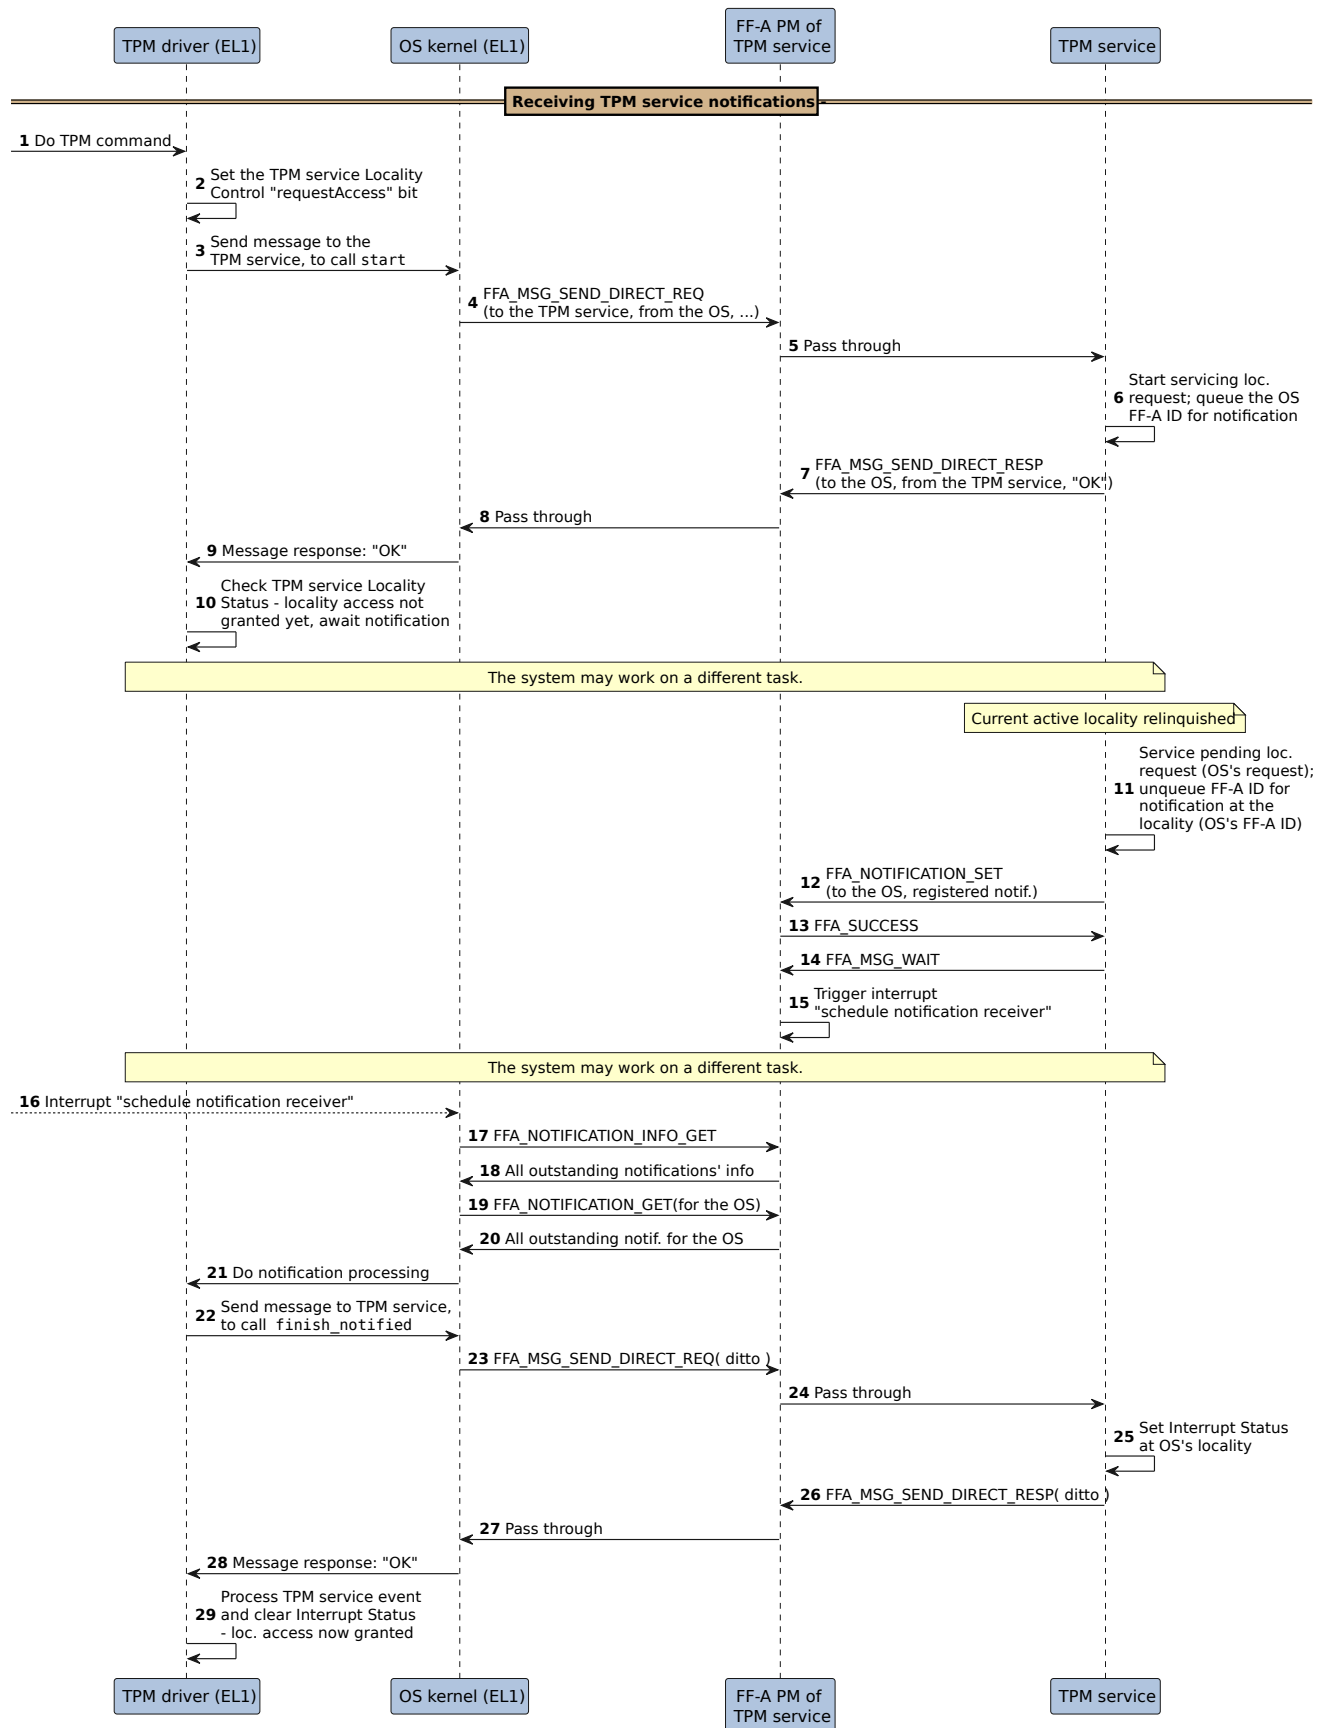 TPM driver (EL1)
OS kernel (EL1)
FF-A PM of
TPM service
TPM service
Receiving TPM service notifications -
1 Do TPM command
2 Set the TPM service Locality
Control "requestAccess" bit
3 Send message to the
TPM service, to call start
4 FFA_MSG_SEND_DIRECT_REQ
(to the TPM service, from the OS, ...)
5 Pass through
Start servicing loc.
6 request; queue the OS
FF-A ID for notification
7 FFA_MSG_SEND_DIRECT_RESP
(to the OS, from the TPM service, "OK")
8 Pass through
9 Message response: "OK"
Check TPM service Locality
10 Status - locality access not
granted yet, await notification
The system may work on a different task.
Current active locality relinquished
Service pending loc.
request (OS's request);
11 unqueue FF-A ID for
notification at the
locality (OS's FF-A ID)
12 FFA_NOTIFICATION_SET
(to the OS, registered notif.)
13 FFA_SUCCESS
14 FFA_MSG_WAIT
15 Trigger interrupt
"schedule notification receiver"
The system may work on a different task.
16 Interrupt "schedule notification receiver"
17 FFA_NOTIFICATION_INFO_GET
18 All outstanding notifications' info
19 FFA_NOTIFICATION_GET(for the OS)
20 All outstanding notif. for the OS
21 Do notification processing
22 Send message to TPM service,
to call finish_notified
23 FFA_MSG_SEND_DIRECT_REQ( ditto )
24 Pass through
25 Set Interrupt Status
at OS's locality
26 FFA_MSG_SEND_DIRECT_RESP( ditto )
27 Pass through
28 Message response: "OK"
Process TPM service event
29 and clear Interrupt Status
- loc. access now granted
TPM driver (EL1)
OS kernel (EL1)
FF-A PM of
TPM service
TPM service